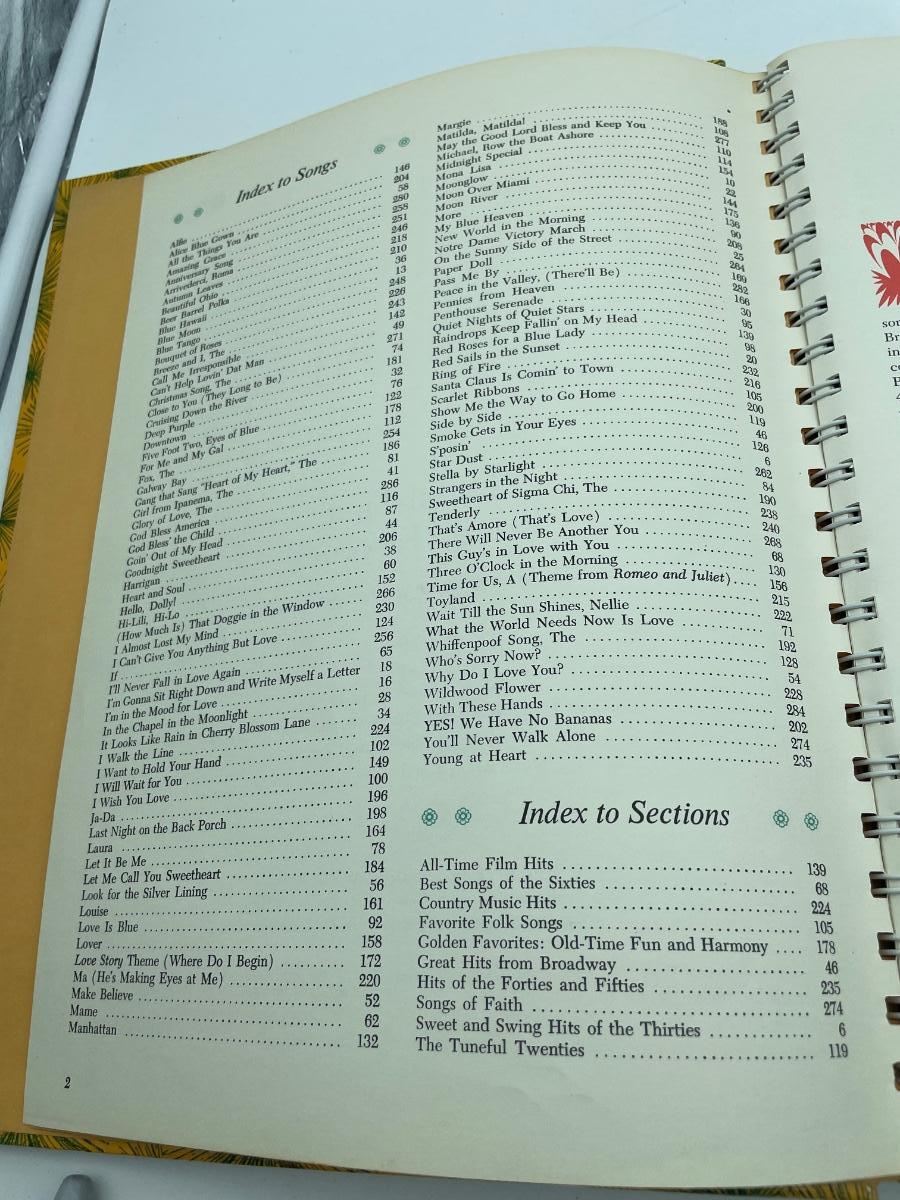 Index to Songs
Alfie ........ 146
Alice Blue Gown ........ 204
All the Things You Are ........ 58
Amazing Grace ........ 280
Anniversary Song ........ 258
Arrivederci, Roma ........ 251
Autumn Leaves ........ 246
Beautiful Ohio ........ 218
Beer Barrel Polka ........ 210
Blue Hawaii ........ 36
Blue Moon ........ 13
Blue Tango ........ 248
Bouquet of Roses ........ 226
Breeze and I, The ........ 243
Call Me Irresponsible ........ 142
Can't Help Lovin' Dat Man ........ 49
Christmas Song, The ........ 271
Close to You (They Long to Be) ........ 74
Cruising Down the River ........ 181
Deep Purple ........ 32
Downtown ........ 76
Five Foot Two, Eyes of Blue ........ 122
For Me and My Gal ........ 178
Fox, The ........ 112
Galway Bay ........ 254
Gang that Sang "Heart of My Heart," The ........ 186
Girl from Ipanema, The ........ 81
Glory of Love, The ........ 41
God Bless America ........ 286
God Bless' the Child ........ 116
Goin' Out of My Head ........ 87
Goodnight Sweetheart ........ 44
Harrigan ........ 206
Heart and Soul ........ 38
Hello, Dolly! ........ 60
Hi-Lili, Hi-Lo ........ 152
(How Much Is) That Doggie in the Window ........ 266
I Almost Lost My Mind ........ 230
I Can't Give You Anything But Love ........ 124
If ........ 256
I'll Never Fall in Love Again ........ 65
I'm Gonna Sit Right Down and Write Myself a Letter 18
I'm in the Mood for Love ........ 16
In the Chapel in the Moonlight ........ 28
It Looks Like Rain in Cherry Blossom Lane ........ 34
I Walk the Line ........ 224
I Want to Hold Your Hand ........ 102
I Will Wait for You ........ 149
I Wish You Love ........ 100
Ja-Da ........ 196
Last Night on the Back Porch ........ 198
Laura ........ 164
Let It Be Me ........ 78
Let Me Call You Sweetheart ........ 184
Look for the Silver Lining ........ 56
Louise ........ 161
Love Is Blue ........ 92
Lover ........ 158
Love Story Theme (Where Do I Begin) ........ 172
Ma (He's Making Eyes at Me) ........ 220
Make Believe ........ 52
Mame ........ 62
Manhattan ........ 132
2
Margie ........ 188
Matilda, Matilda! ........ 108
May the Good Lord Bless and Keep You ........ 277
Michael, Row the Boat Ashore ........ 110
Midnight Special ........ 114
Mona Lisa ........ 154
Moonglow ........ 10
Moon Over Miami ........ 22
Moon River ........ 144
More ........ 175
My Blue Heaven ........ 136
New World in the Morning ........ 90
Notre Dame Victory March ........ 208
On the Sunny Side of the Street ........ 25
Paper Doll ........ 264
Pass Me By ........ 169
Peace in the Valley, (There'll Be) ........ 282
Pennies from Heaven ........ 166
Penthouse Serenade ........ 30
Quiet Nights of Quiet Stars ........ 95
Raindrops Keep Fallin' on My Head ........ 139
Red Roses for a Blue Lady ........ 98
Red Sails in the Sunset ........ 20
Ring of Fire ........ 232
Santa Claus Is Comin' to Town ........ 216
Scarlet Ribbons ........ 105
Show Me the Way to Go Home ........ 200
Side by Side ........ 119
Smoke Gets in Your Eyes ........ 46
S'posin' ........ 126
Star Dust ........ 6
Stella by Starlight ........ 262
Strangers in the Night ........ 84
Sweetheart of Sigma Chi, The ........ 190
Tenderly ........ 238
That's Amore (That's Love) ........ 240
There Will Never Be Another You ........ 268
This Guy's in Love with You ........ 68
Three O'Clock in the Morning ........ 130
Time for Us, A (Theme from Romeo and Juliet) .... 156
Toyland ........ 215
Wait Till the Sun Shines, Nellie ........ 222
What the World Needs Now Is Love ........ 71
Whiffenpoof Song, The ........ 192
Who's Sorry Now? ........ 128
Why Do I Love You? ........ 54
Wildwood Flower ........ 228
With These Hands ........ 284
YES! We Have No Bananas ........ 202
You'll Never Walk Alone ........ 274
Young at Heart ........ 235
Index to Sections
All-Time Film Hits ........ 139
Best Songs of the Sixties ........ 68
Country Music Hits ........ 224
Favorite Folk Songs ........ 105
Golden Favorites: Old-Time Fun and Harmony .... 178
Great Hits from Broadway ........ 46
Hits of the Forties and Fifties ........ 235
Songs of Faith ........ 274
Sweet and Swing Hits of the Thirties ........ 6
The Tuneful Twenties ........ 119